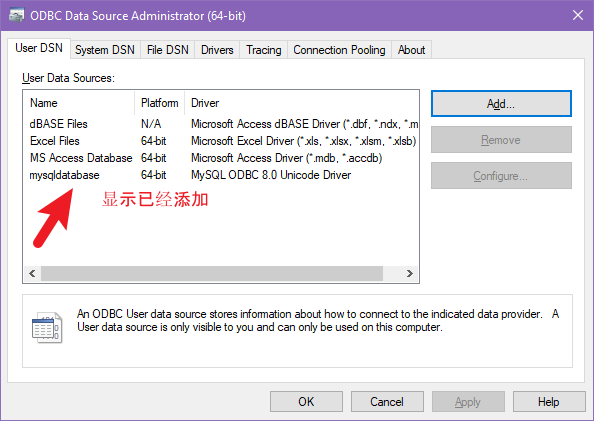 ODBC Data Source Administrator (64-bit)
User DSN System DSN File DSN Drivers Tracing Connection Pooling About
User Data Sources:
Name Platform Driver
dBASE Files N/A Microsoft Access dBASE Driver (*.dbf, *.ndx, *.m
Excel Files 64-bit Microsoft Excel Driver (*.xls, *.xlsx, *.xlsm, *.xlsb)
MS Access Database 64-bit Microsoft Access Driver (*.mdb, *.accdb)
mysqldatabase 64-bit MySQL ODBC 8.0 Unicode Driver
显示已经添加
Add...
Remove
Configure...
An ODBC User data source stores information about how to connect to the indicated data provider. A
User data source is only visible to you and can only be used on this computer.
OK Cancel Apply Help